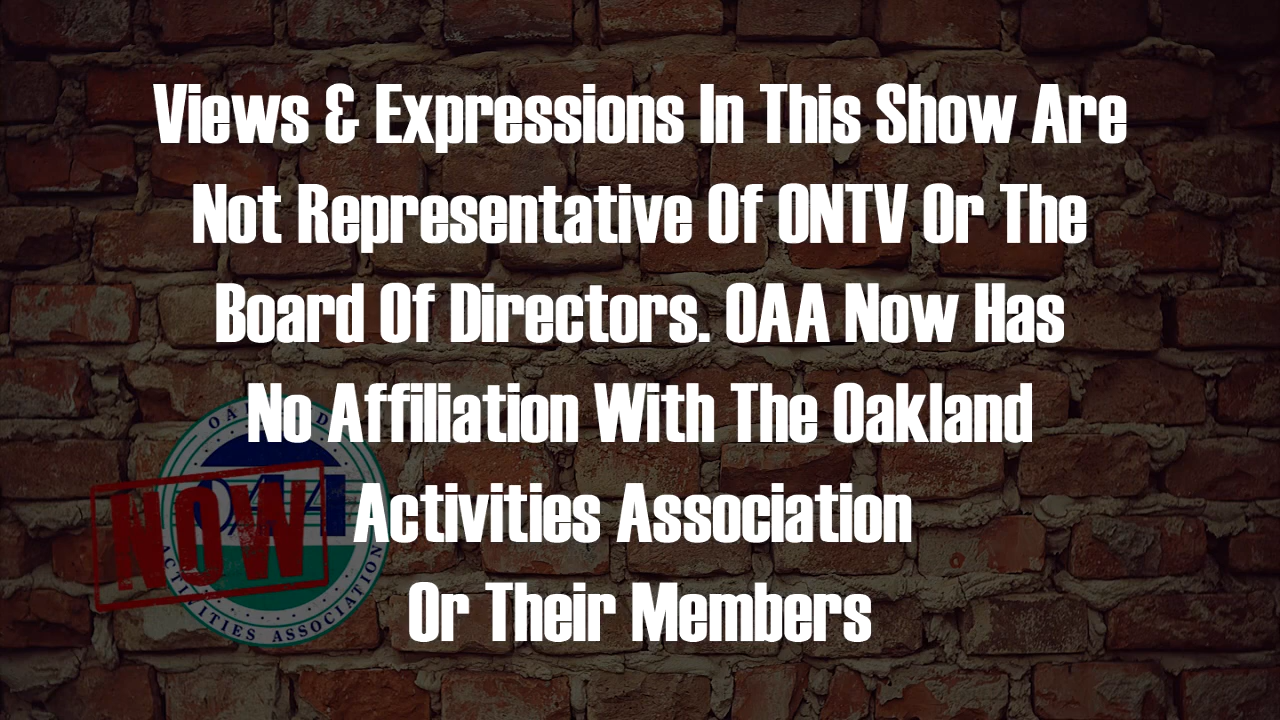 Views & Expressions In This Show Are
Not Representative Of ONTV Or The
Board Of Directors. OAA Now Has
No Affiliation With The Oakland
Activities Association
Or Their Members
OAA
NOW
ACTIVITIES ASSOCIATION